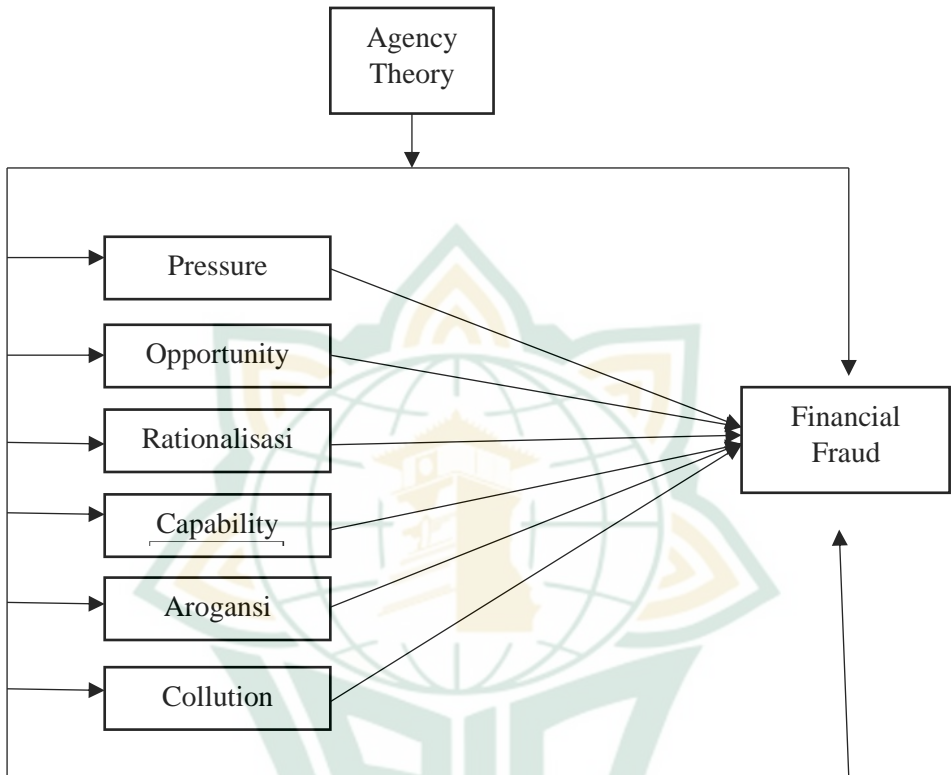 Agency
Theory
Pressure
Opportunity
Rationalisasi
Capability
Arogansi
Collution
Financial
Fraud